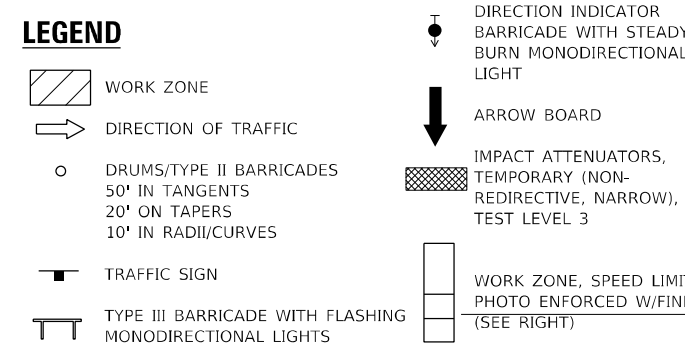 LEGEND
WORK ZONE
DIRECTION OF TRAFFIC
DRUMS/TYPE II BARRICADES
50' IN TANGENTS
20' ON TAPERS
10' IN RADII/CURVES
TRAFFIC SIGN
TYPE III BARRICADE WITH FLASHING
MONODIRECTIONAL LIGHTS
DIRECTION INDICATOR
BARRICADE WITH STEADY
BURN MONODIRECTIONAL
LIGHT
ARROW BOARD
IMPACT ATTENUATORS,
TEMPORARY (NON-
REDIRECTIVE, NARROW),
TEST LEVEL 3
WORK ZONE, SPEED
PHOTO ENFORCED
(SEE RIGHT)